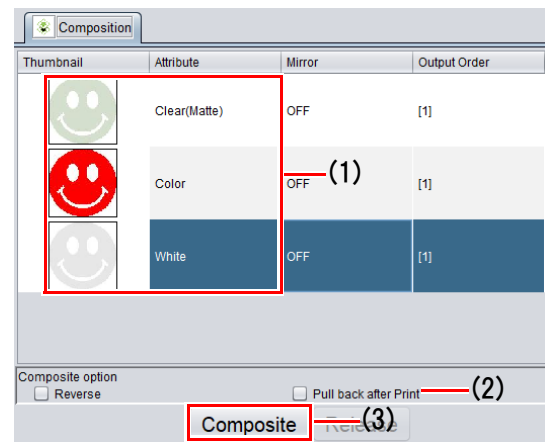 Composition
Thumbnail Attribute Mirror Output Order
Clear(Matte) OFF [1]
(1)
Color OFF [1]
White OFF [1]
Composite option
Reverse Pull back after Print (2)
Composite (3) Release